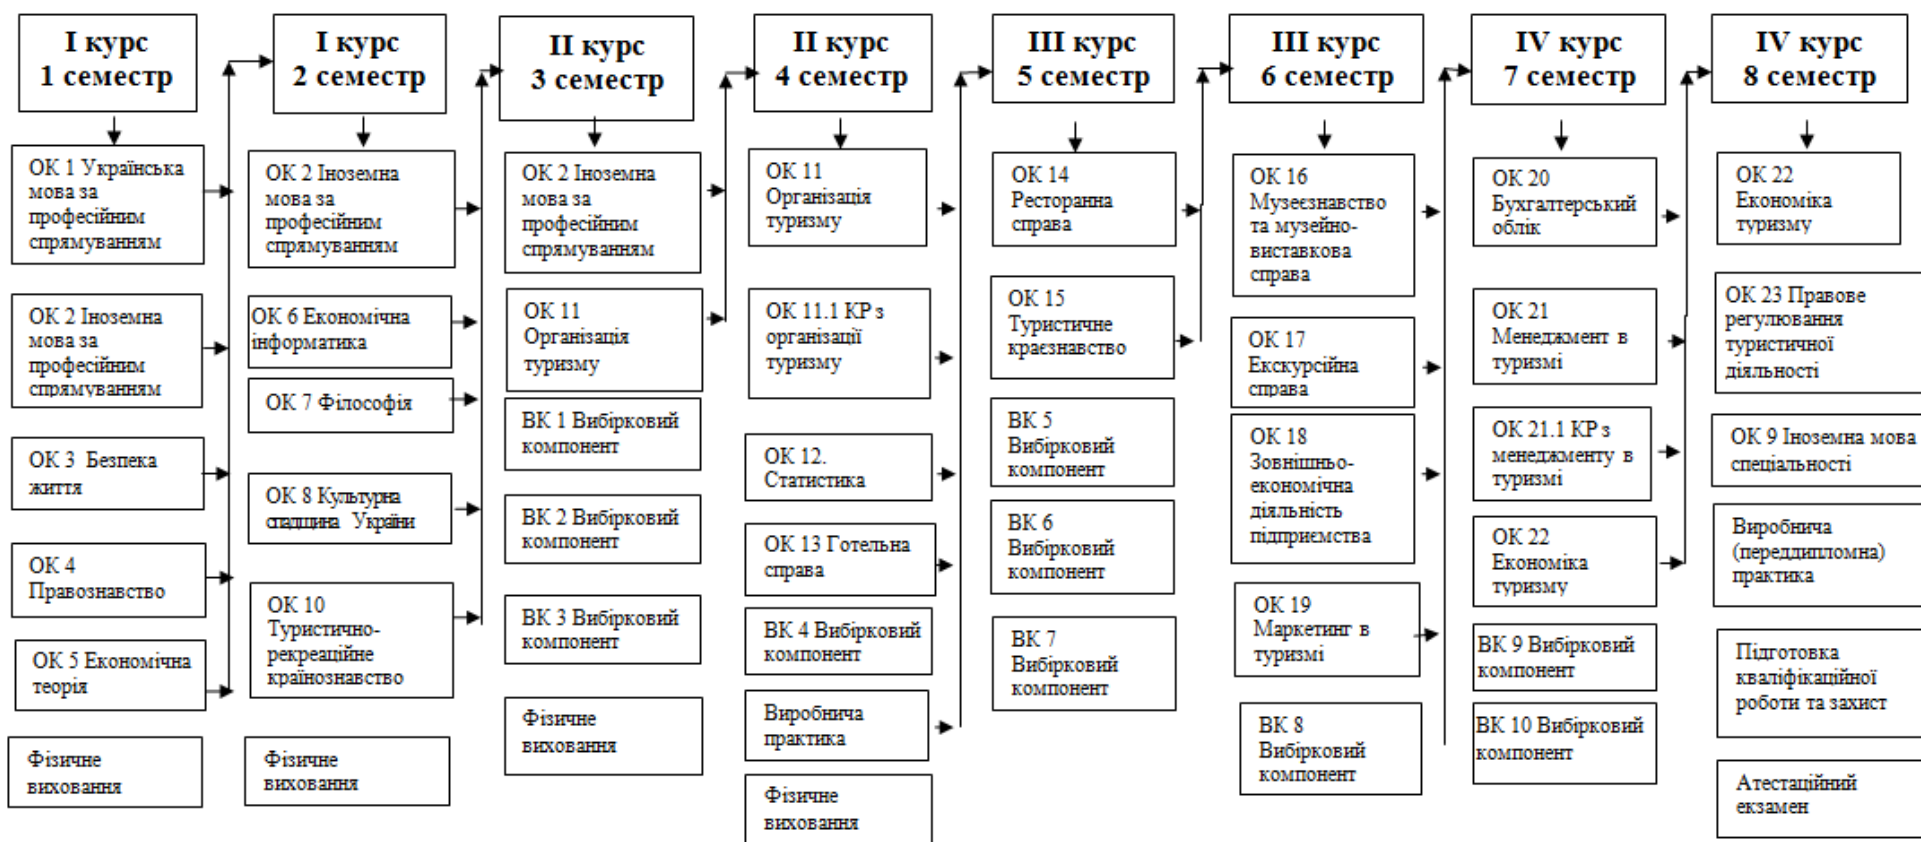 І курс
1 семестр
І курс
2 семестр
ІІ курс
3 семестр
ІІ курс
4 семестр
ІІІ курс
5 семестр
ІІІ курс
6 семестр
IV курс
7 семестр
IV курс
8 семестр
ОК 1 Українська
мова за
професійним
спрямуванням
ОК 2 Іноземна
мова за
професійним
спрямуванням
ОК 3 Безпека
життя
ОК 4
Правознавство
ОК 5 Економічна
теорія
Фізичне
виховання
ОК 2 Іноземна
мова за
професійним
спрямуванням
ОК 6 Економічна
інформатика
ОК 7 Філософія
ОК 8 Культурна
спадщина України
ОК 10
Туристично-
рекреаційне
країнознавство
Фізичне
виховання
ОК 2 Іноземна
мова за
професійним
спрямуванням
ОК 11
Організація
туризму
ВК 1 Вибірковий
компонент
ВК 2 Вибірковий
компонент
ВК 3 Вибірковий
компонент
Фізичне
виховання
ОК 11
Організація
туризму
ОК 11.1 КР з
організації
туризму
ОК 12.
Статистика
ОК 13 Готельна
справа
ВК 4 Вибірковий
компонент
Виробнича
практика
Фізичне
виховання
ОК 14
Ресторанна
справа
ОК 15
Туристичне
краєзнавство
ВК 5
Вибірковий
компонент
ВК 6
Вибірковий
компонент
ВК 7
Вибірковий
компонент
ОК 16
Музеєзнавство
та музейно-
виставкова
справа
ОК 17
Екскурсійна
справа
ОК 18
Зовнішньо-
економічна
діяльність
підприємства
ОК 19
Маркетинг в
туризмі
ВК 8
Вибірковий
компонент
ОК 20
Бухгалтерський
облік
ОК 21
Менеджмент в
туризмі
ОК 21.1 КР з
менеджменту в
туризмі
ОК 22
Економіка
туризму
ВК 9 Вибірковий
компонент
ВК 10 Вибірковий
компонент
ОК 22
Економіка
туризму
ОК 23 Правове
регулювання
туристичної
діяльності
ОК 9 Іноземна мова
спеціальності
Виробнича
(переддипломна)
практика
Підготовка
кваліфікаційної
роботи та захист
Атестаційний
екзамен